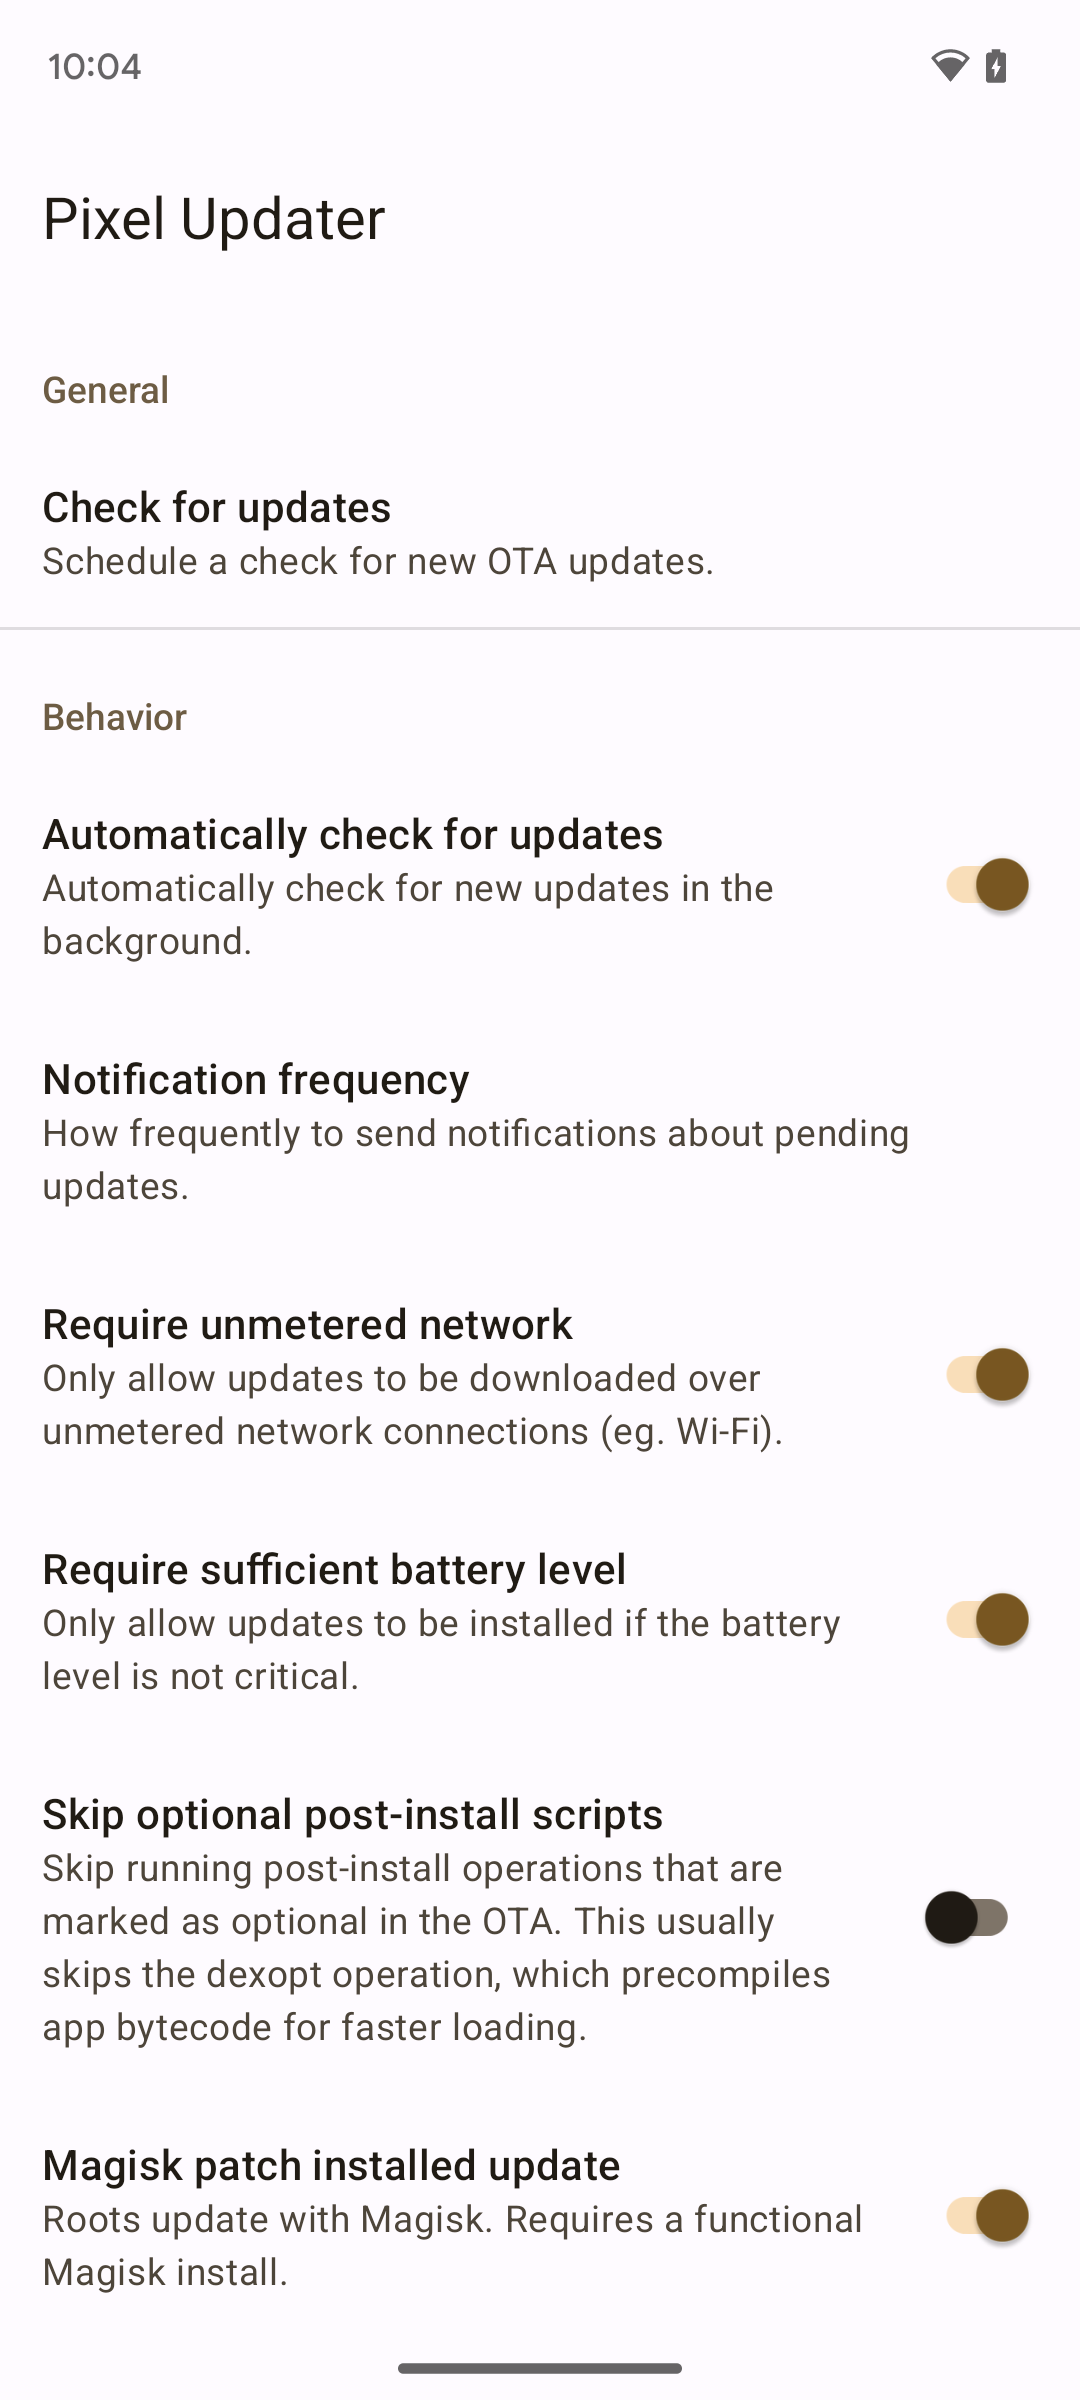 10:04
Pixel Updater
General
Check for updates
Schedule a check for new OTA updates.
Behavior
Automatically check for updates
Automatically check for new updates in the
background.
Notification frequency
How frequently to send notifications about pending
updates.
Require unmetered network
Only allow updates to be downloaded over
unmetered network connections (eg. Wi-Fi).
Require sufficient battery level
Only allow updates to be installed if the battery
level is not critical.
Skip optional post-install scripts
Skip running post-install operations that are
marked as optional in the OTA. This usually
skips the dexopt operation, which precompiles
app bytecode for faster loading.
Magisk patch installed update
Roots update with Magisk. Requires a functional
Magisk install.